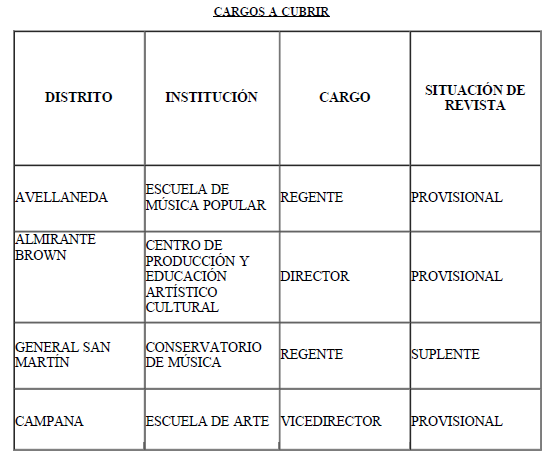 CARGOS A CUBRIR
DISTRITO
INSTITUCIÓN
CARGO
SITUACIÓN DE
REVISTA
AVELLANEDA
ESCUELA DE
MÚSICA POPULAR
REGENTE
PROVISIONAL
ALMIRANTE
BROWN
CENTRO DE
PRODUCCIÓN Y
EDUCACIÓN
ARTÍSTICO
CULTURAL
DIRECTOR
PROVISIONAL
GENERAL SAN
MARTÍN
CONSERVATORIO
DE MÚSICA
REGENTE
SUPLENTE
CAMPANA
ESCUELA DE ARTE
VICEDIRECTOR
PROVISIONAL